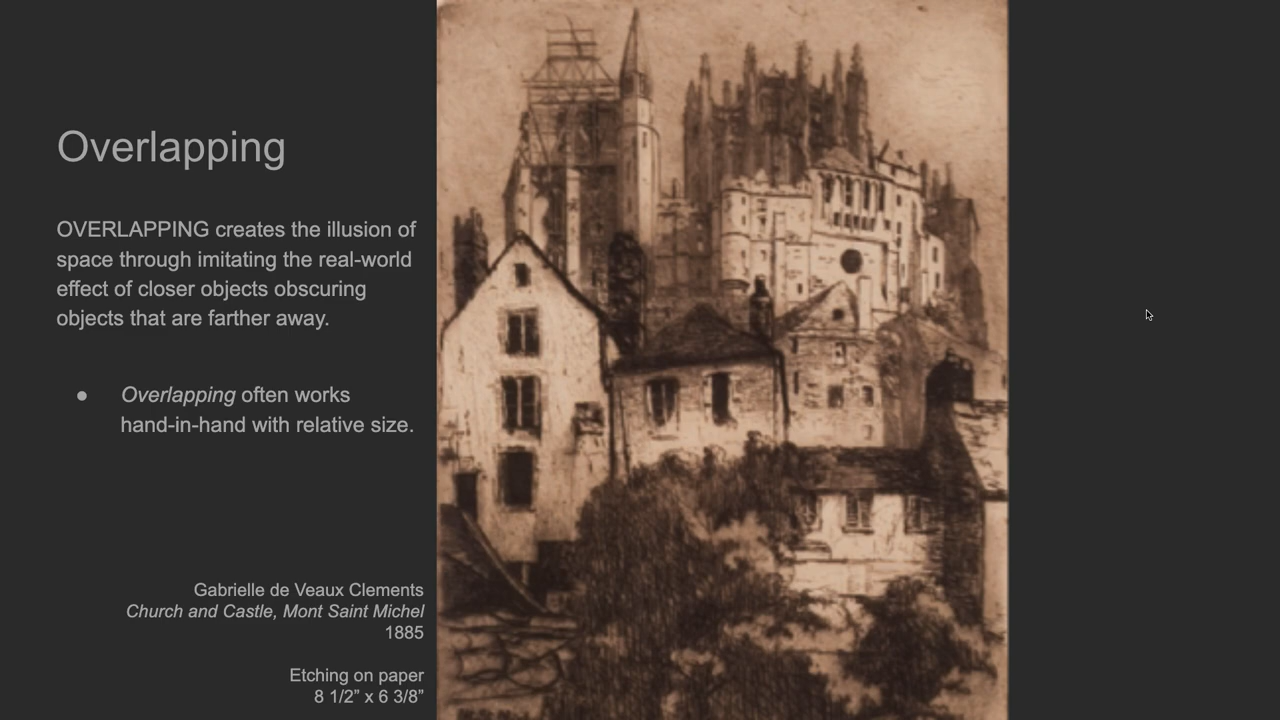 Overlapping
OVERLAPPING creates the illusion of
space through imitating the real-world
effect of closer objects obscuring
objects that are farther away.
● Overlapping often works
hand-in-hand with relative size.
Gabrielle de Veaux Clements
Church and Castle, Mont Saint Michel
1885
Etching on paper
8 1/2” x 6 3/8”